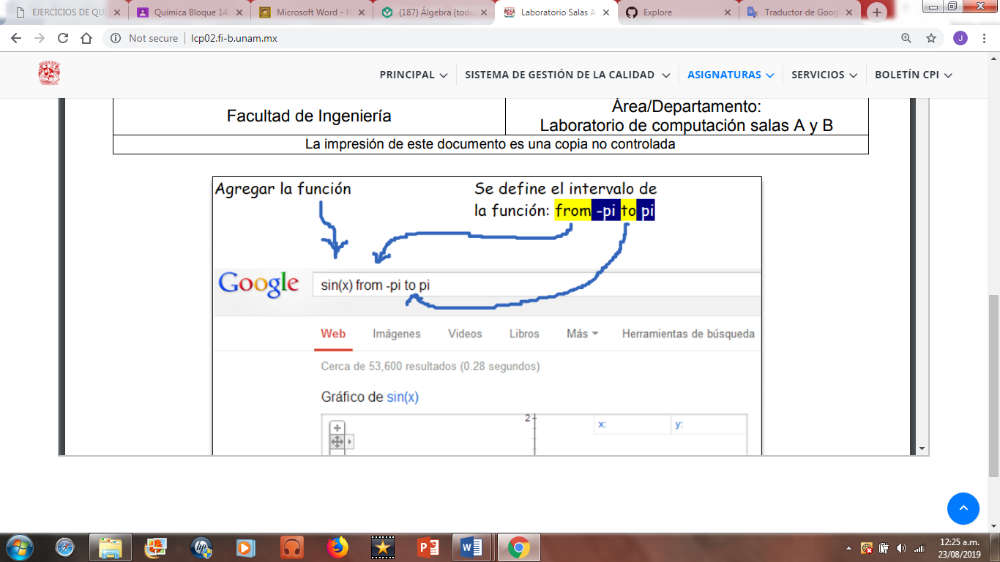 EJERCICIOS DE QU
Química Bloque 14
Microsoft Word - F
(187) Álgebra (todo
Laboratorio Salas A
Explore
Traductor de Goog
Not secure | lcp02.fi-b.unam.mx
J
PRINCIPAL
SISTEMA DE GESTIÓN DE LA CALIDAD
ASIGNATURAS
SERVICIOS
BOLETÍN CPI
Facultad de Ingeniería
Área/Departamento:
Laboratorio de computación salas A y B
La impresión de este documento es una copia no controlada
Agregar la función
Se define el intervalo de
la función: from -pi to pi
Google
sin(x) from -pi to pi
Web Imágenes Videos Libros Más Herramientas de búsqueda
Cerca de 53,600 resultados (0.28 segundos)
Gráfico de sin(x)
2
x:
y:
12:25 a.m.
23/08/2019